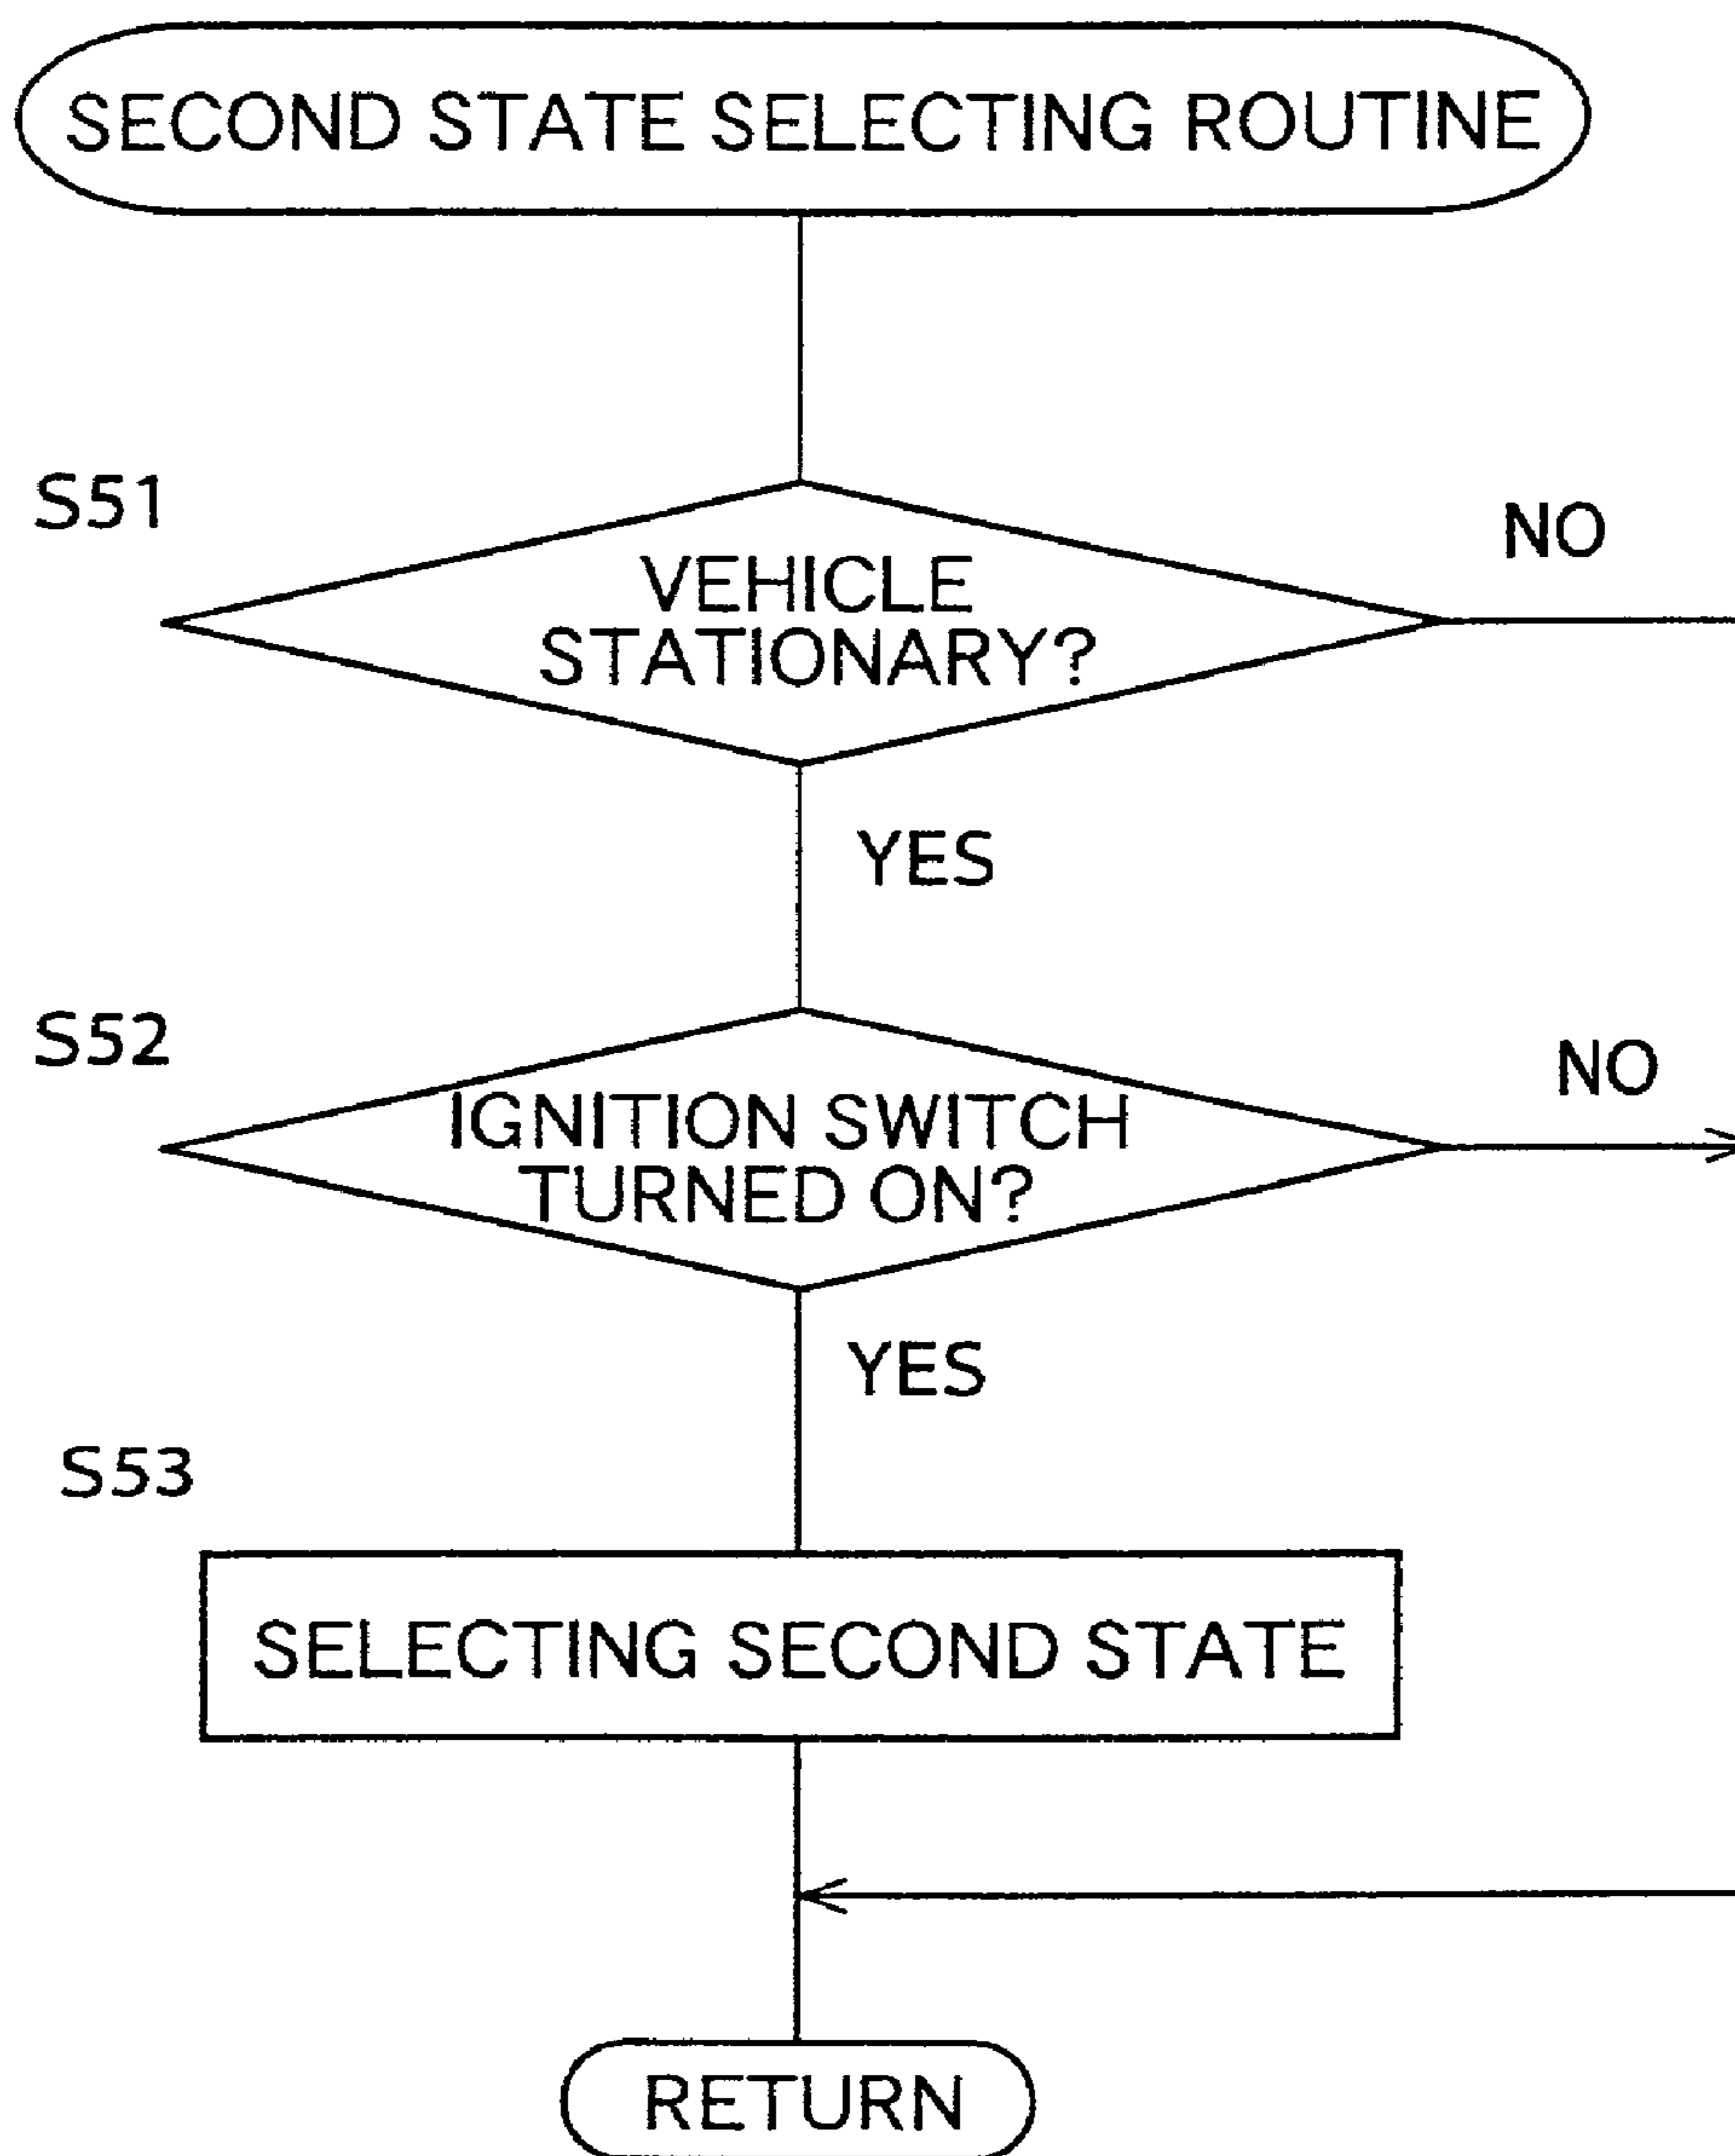 SECOND STATE SELECTING ROUTINE
S51
NO
VEHICLE
STATIONARY?
YES
S52
NO
IGNITION SWITCH
TURNED ON?
YES
S53
SELECTING SECOND STATE
RETURN